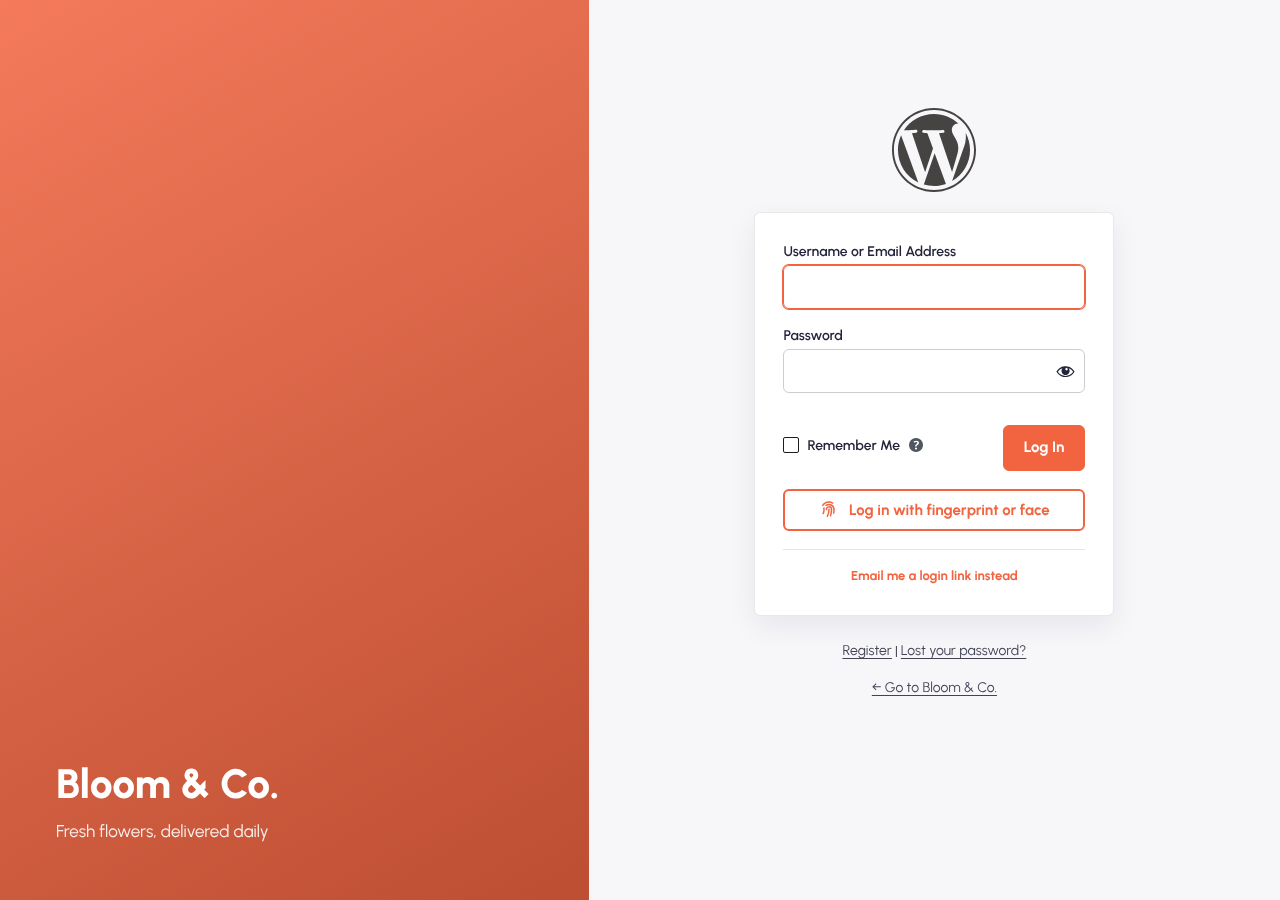 Bloom & Co.
Fresh flowers, delivered daily
Username or Email Address
Password
Remember Me ?
Log In
Log in with fingerprint or face
Email me a login link instead
Register | Lost your password?
← Go to Bloom & Co.